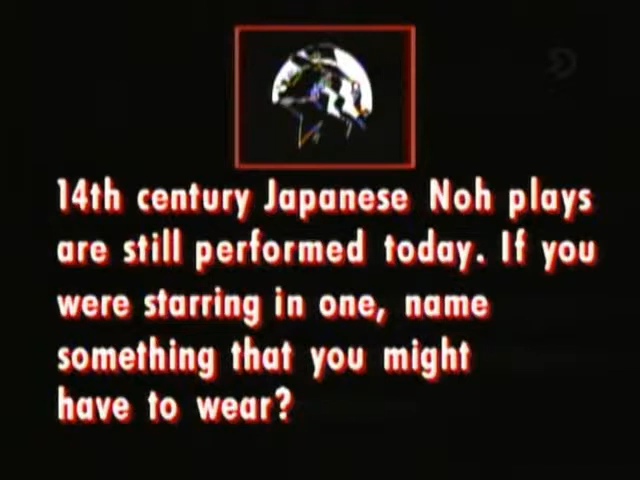 14th century Japanese Noh plays
are still performed today. If you
were starring in one, name
something that you might
have to wear?